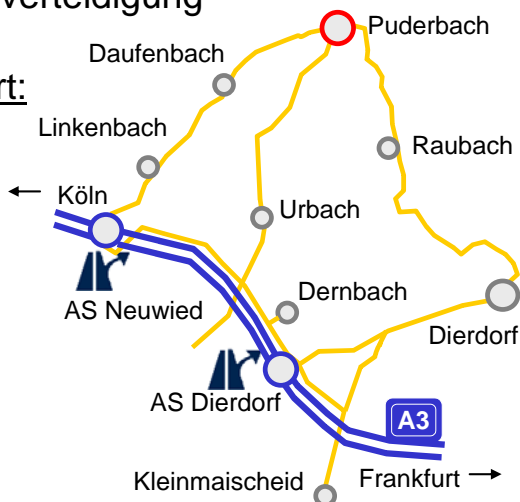 verteidigung
Puderbach
Daufenbach
rt:
Linkenbach
Raubach
← Köln
Urbach
AS Neuwied
Dernbach
Dierdorf
AS Dierdorf
A3
Kleinmaischeid
Frankfurt →